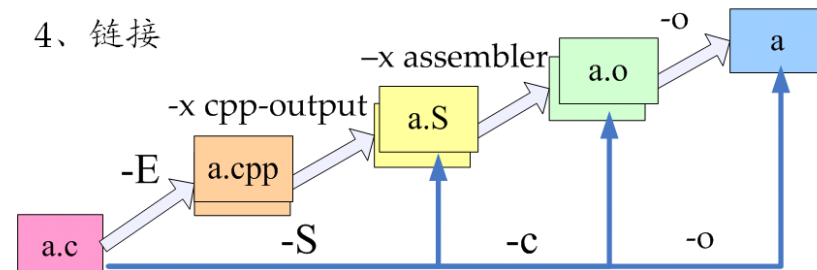 4、链接
-o
a
–x assembler
a.o
-x cpp-output
a.S
-E
a.cpp
a.c
-S
-c
-o